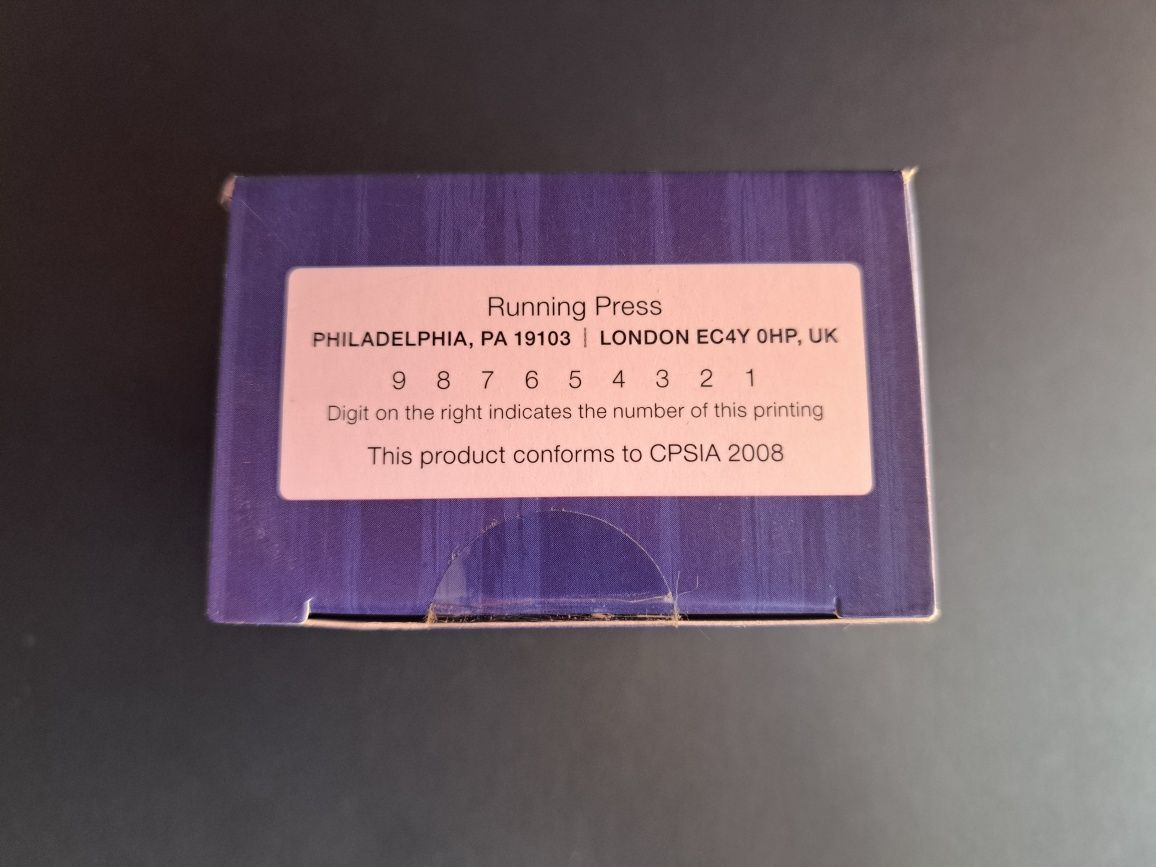 Running Press
PHILADELPHIA, PA 19103 | LONDON EC4Y 0HP, UK
9 8 7 6 5 4 3 2 1
Digit on the right indicates the number of this printing
This product conforms to CPSIA 2008